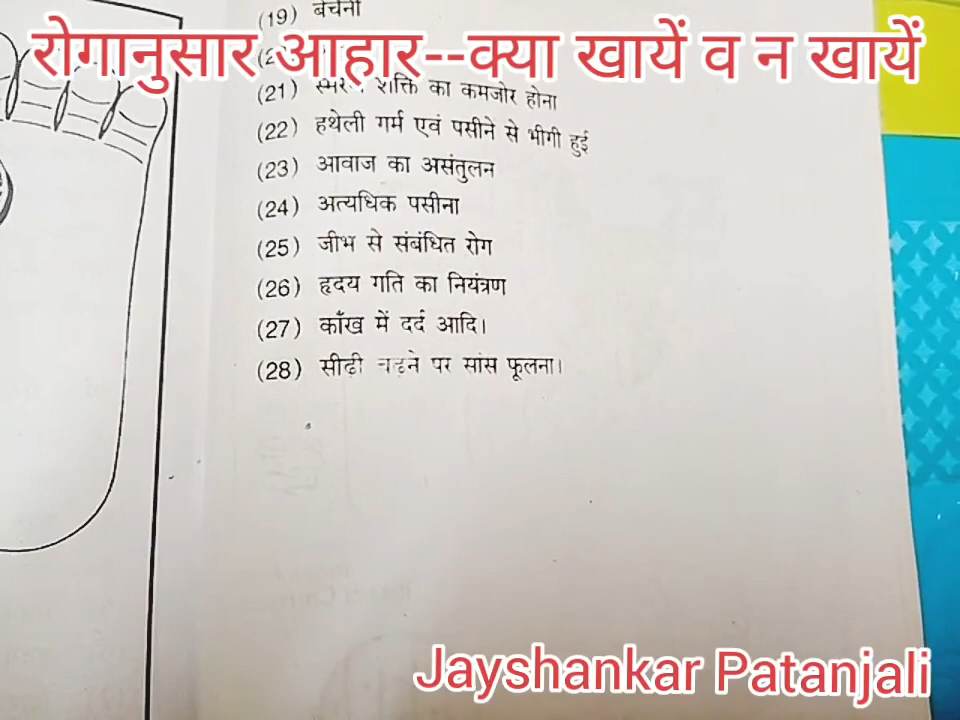 (19) बेचैनी
रोगानुसार आहार--क्या खायें व न खायें
(21) स्मरण शक्ति का कमजोर होना
(22) हथेली गर्म एवं पसीने से भीगी हुई
(23) आवाज का असंतुलन
(24) अत्यधिक पसीना
(25) जीभ से संबंधित रोग
(26) हृदय गति का नियंत्रण
(27) काँख में दर्द आदि।
(28) सीढ़ी चढ़ने पर सांस फूलना।
Jayshankar Patanjali